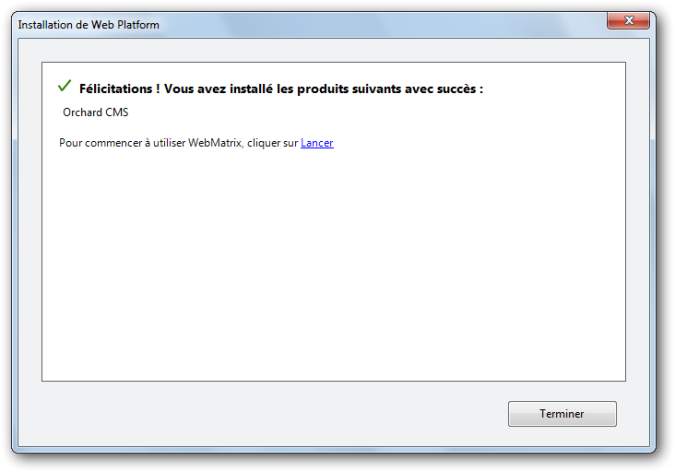 Installation de Web Platform
Félicitations ! Vous avez installé les produits suivants avec succès :
Orchard CMS
Pour commencer à utiliser WebMatrix, cliquer sur Lancer
Terminer